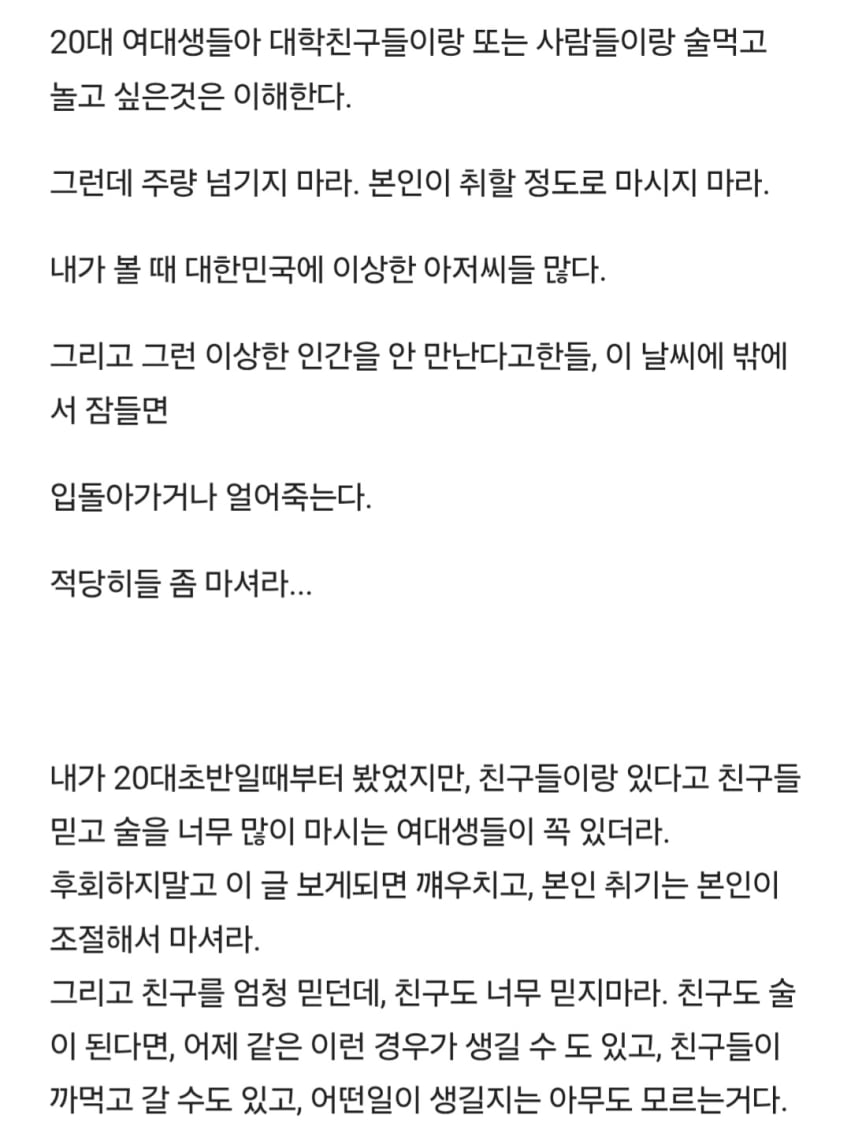 20대 여대생들아 대학친구들이랑 또는 사람들이랑 술먹고
놀고 싶은것은 이해한다.
그런데 주량 넘기지 마라. 본인이 취할 정도로 마시지 마라.
내가 볼 때 대한민국에 이상한 아저씨들 많다.
그리고 그런 이상한 인간을 안 만난다고한들, 이 날씨에 밖에
서 잠들면
입돌아가거나 얼어죽는다.
적당히들 좀 마셔라...
내가 20대초반일때부터 봤었지만, 친구들이랑 있다고 친구들
믿고 술을 너무 많이 마시는 여대생들이 꼭 있더라.
후회하지말고 이 글 보게되면 꺠우치고, 본인 취기는 본인이
조절해서 마셔라.
그리고 친구를 엄청 믿던데, 친구도 너무 믿지마라. 친구도 술
이 된다면, 어제 같은 이런 경우가 생길 수 도 있고, 친구들이
까먹고 갈 수도 있고, 어떤일이 생길지는 아무도 모르는거다.